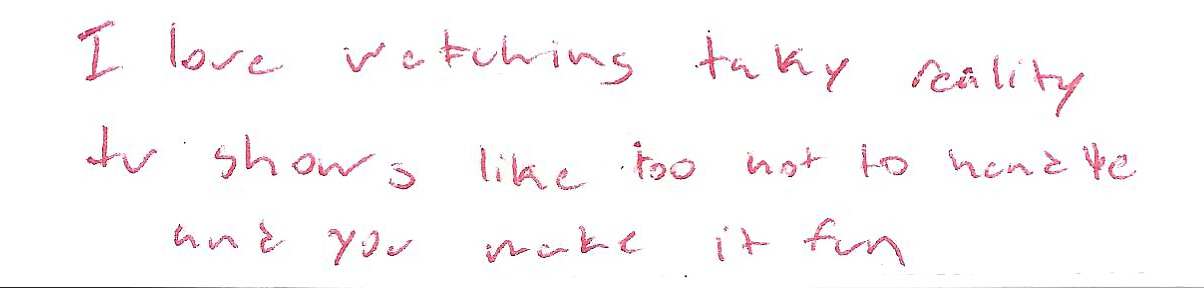 I love watching taky reality
tv shows like too hot to handle
and you make it fun